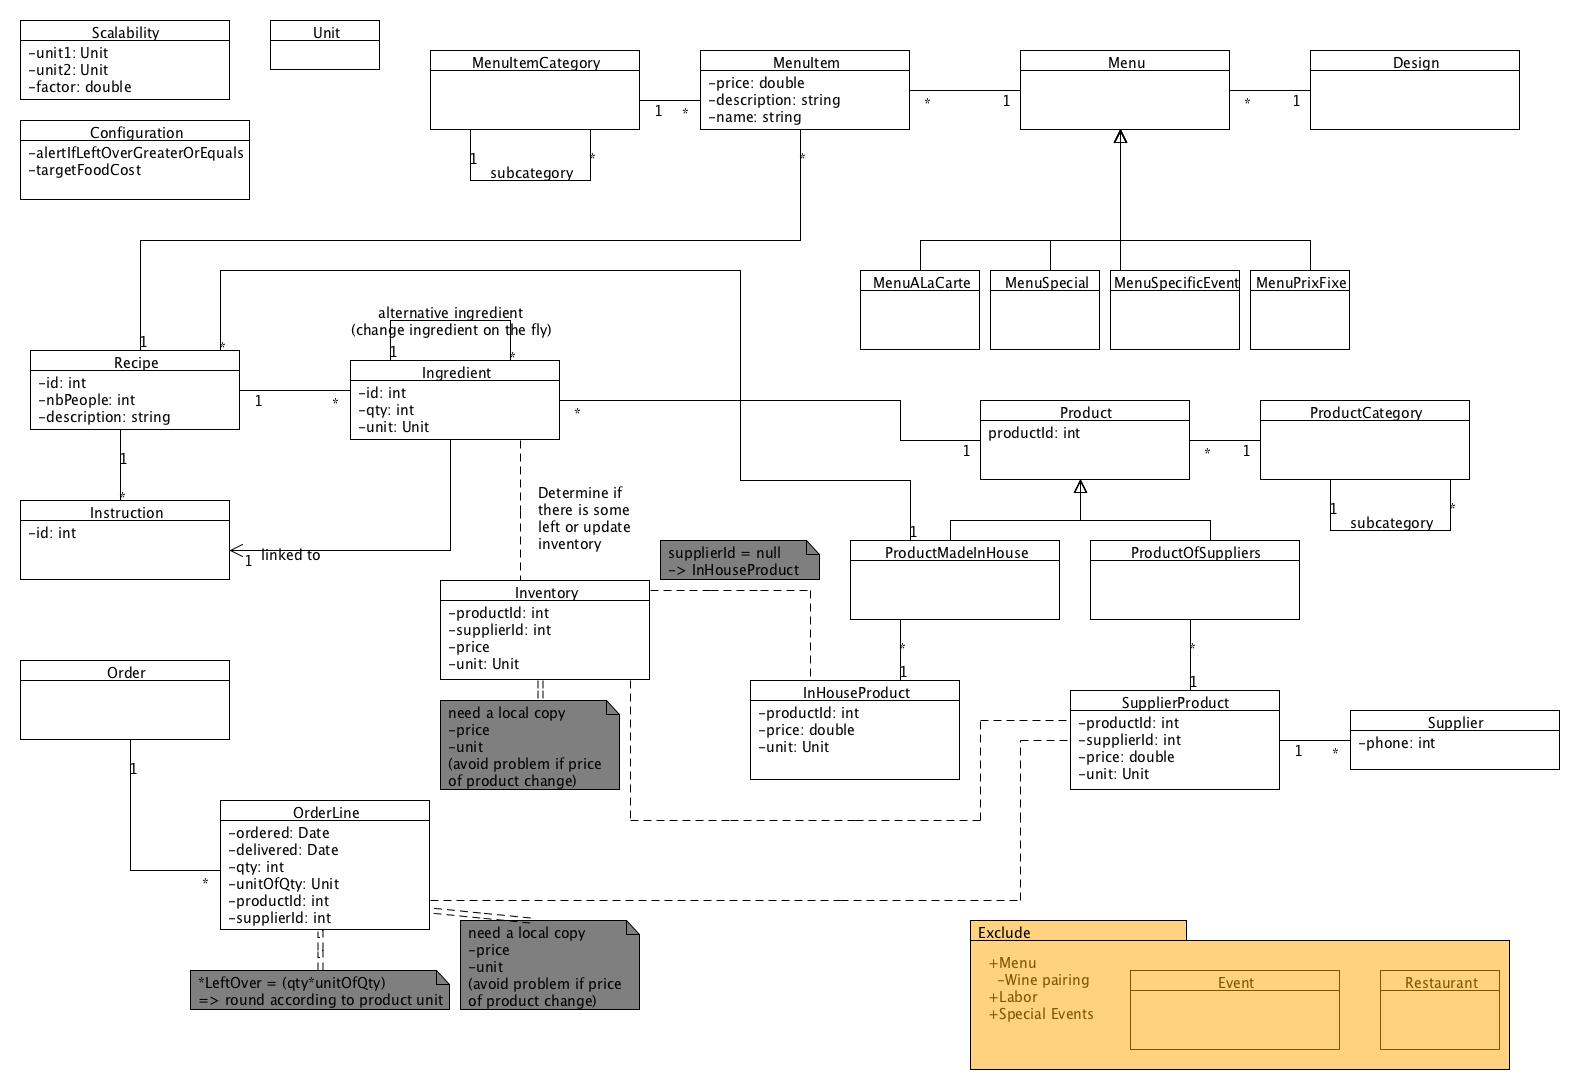 Scalability
-unit1: Unit
-unit2: Unit
-factor: double
Unit
Configuration
-alertIfLeftOverGreaterOrEquals
-targetFoodCost
MenuItemCategory
1
*
1
*
subcategory
MenuItem
-price: double
-description: string
-name: string
*
*
1
Menu
*
1
Design
MenuALaCarte
MenuSpecial
MenuSpecificEvent
MenuPrixFixe
1
*
alternative ingredient
(change ingredient on the fly)
1
*
Recipe
-id: int
-nbPeople: int
-description: string
1
*
Ingredient
-id: int
-qty: int
-unit: Unit
*
1
Product
productId: int
*
1
ProductCategory
1
*
subcategory
1
*
Instruction
-id: int
1
linked to
Determine if
there is some
left or update
inventory
supplierId = null
-> InHouseProduct
1
ProductMadeInHouse
ProductOfSuppliers
Inventory
-productId: int
-supplierId: int
-price
-unit: Unit
*
1
*
1
need a local copy
-price
-unit
(avoid problem if price
of product change)
InHouseProduct
-productId: int
-price: double
-unit: Unit
SupplierProduct
-productId: int
-supplierId: int
-price: double
-unit: Unit
1
*
Supplier
-phone: int
Order
1
*
OrderLine
-ordered: Date
-delivered: Date
-qty: int
-unitOfQty: Unit
-productId: int
-supplierId: int
*LeftOver = (qty*unitOfQty)
=> round according to product unit
need a local copy
-price
-unit
(avoid problem if price
of product change)
Exclude
+Menu
-Wine pairing
+Labor
+Special Events
Event
Restaurant